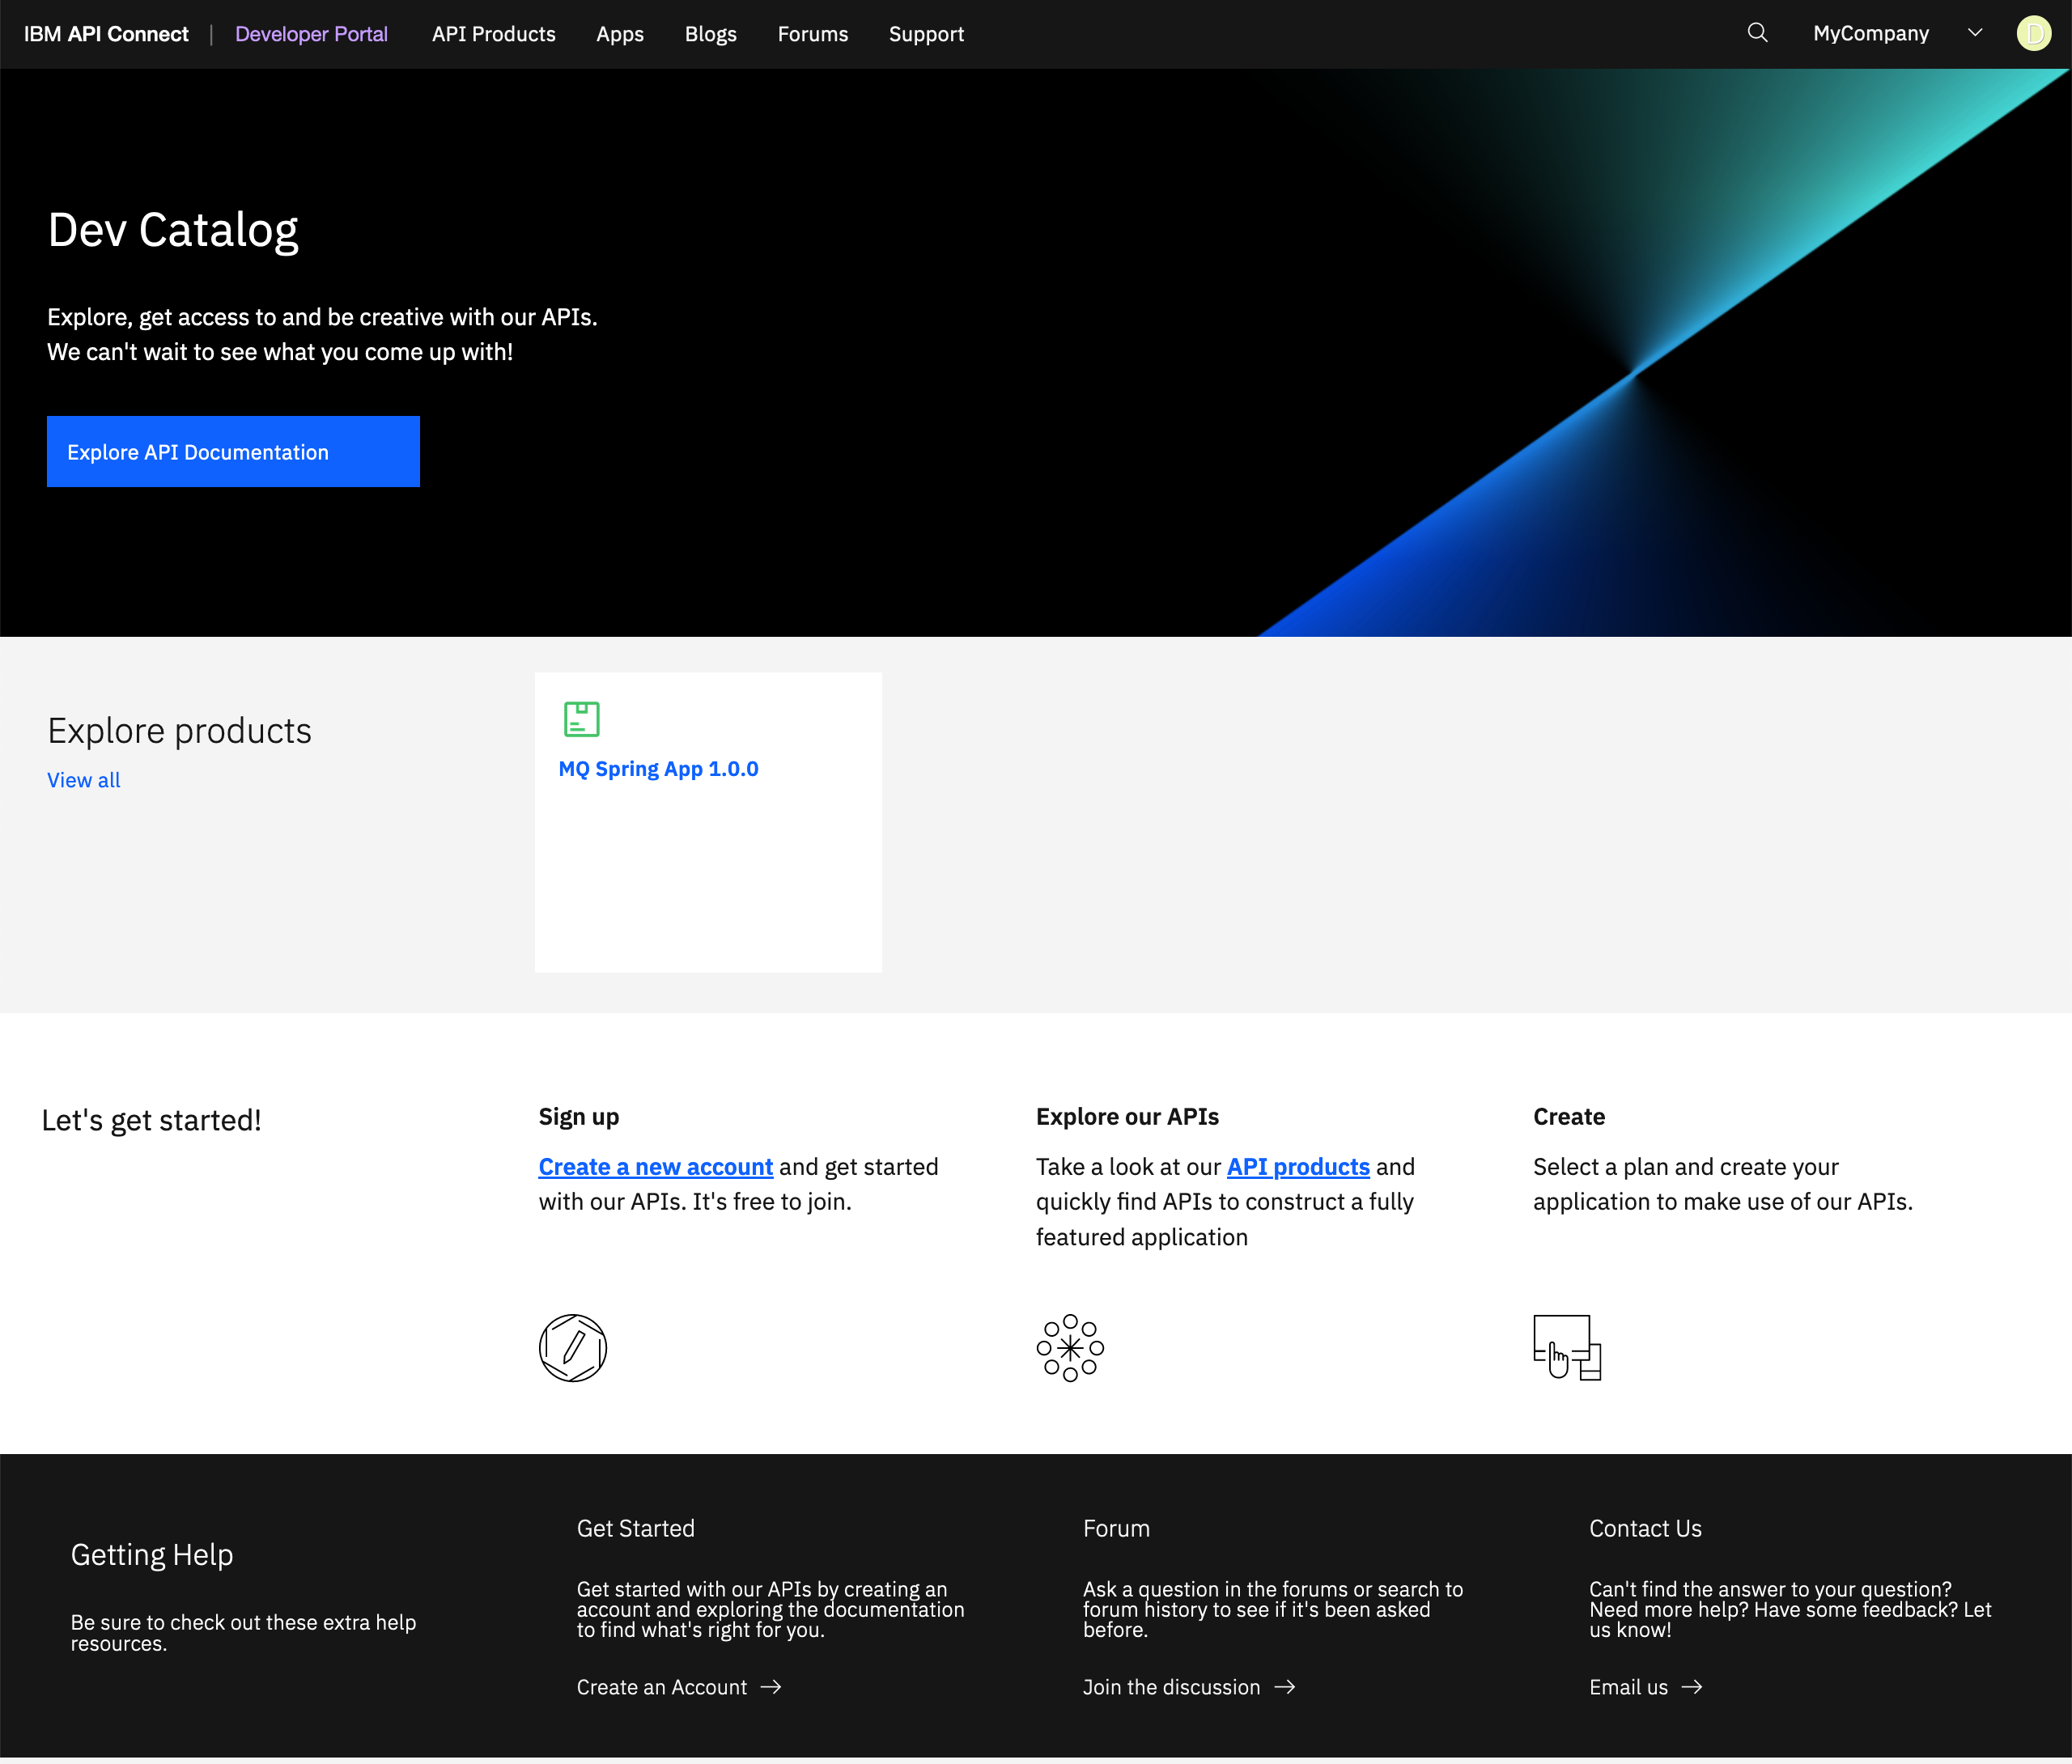 IBM API Connect | Developer Portal API Products Apps Blogs Forums Support MyCompany D
Dev Catalog
Explore, get access to and be creative with our APIs.
We can't wait to see what you come up with!
Explore API Documentation
Explore products
View all
MQ Spring App 1.0.0
Let's get started!
Sign up
Create a new account and get started
with our APIs. It's free to join.
Explore our APIs
Take a look at our API products and
quickly find APIs to construct a fully
featured application
Create
Select a plan and create your
application to make use of our APIs.
Getting Help
Be sure to check out these extra help
resources.
Get Started
Get started with our APIs by creating an
account and exploring the documentation
to find what's right for you.
Create an Account
Forum
Ask a question in the forums or search to
forum history to see if it's been asked
before.
Join the discussion
Contact Us
Can't find the answer to your question?
Need more help? Have some feedback? Let
us know!
Email us